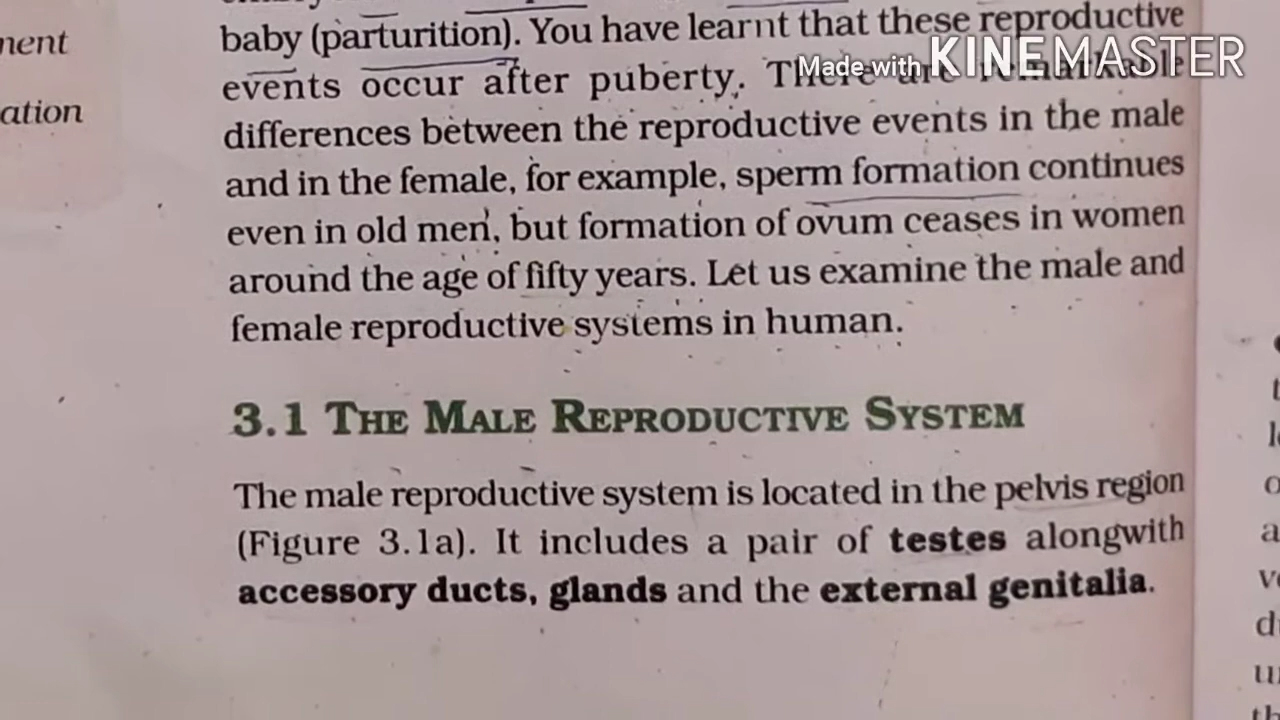 baby (parturition). You have learnt that these reproductive
Made with KINEMASTER
events occur after puberty. There are remarkable
differences between the reproductive events in the male
and in the female, for example, sperm formation continues
even in old men, but formation of ovum ceases in women
around the age of fifty years. Let us examine the male and
female reproductive systems in human.
3.1 THE MALE REPRODUCTIVE SYSTEM
The male reproductive system is located in the pelvis region
(Figure 3.1a). It includes a pair of testes alongwith
accessory ducts, glands and the external genitalia.